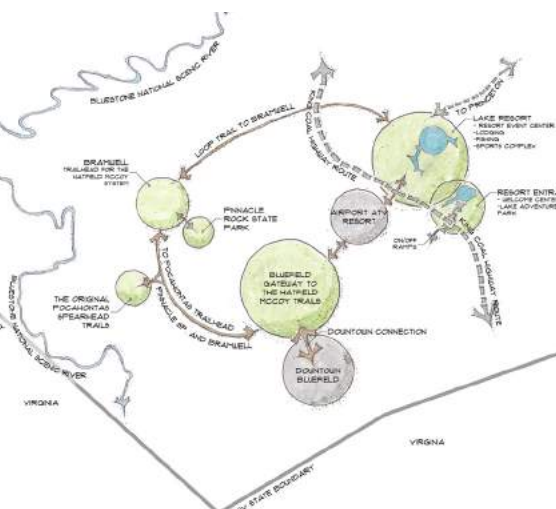 BLUESTONE NATIONAL SCENIC RIVER
KING COAL HIGHWAY ROUTE
LOOP TRAIL TO BRAMWELL
TO PRINCETON
LAKE RESORT
- RESORT EVENT CENTER
- LODGING
- FISHING
- SPORTS COMPLEX
BRAMWELL
TRAILHEAD FOR THE
HATFIELD MCCOY
SYSTEM
PINNACLE
ROCK STATE
PARK
AIRPORT ATV
RESORT
RESORT
- WELCOME
- LAKE ADVENTURE
PARK
ON/OFF
RAMPS
KING COAL HIGHWAY ROUTE
BLUEFIELD
GATEWAY TO
THE HATFIELD
MCCOY TRAILS
TO POCAHONTAS TRAILHEAD
PINNACLE SP AND BRAMWELL
THE ORIGINAL
POCAHONTAS
SPEARHEAD
TRAILS
DOWNTOWN CONNECTION
DOWNTOWN
BLUEFIELD
BLUESTONE NATIONAL SCENIC RIVER
VIRGINIA
VIRGINIA
STATE BOUNDARY